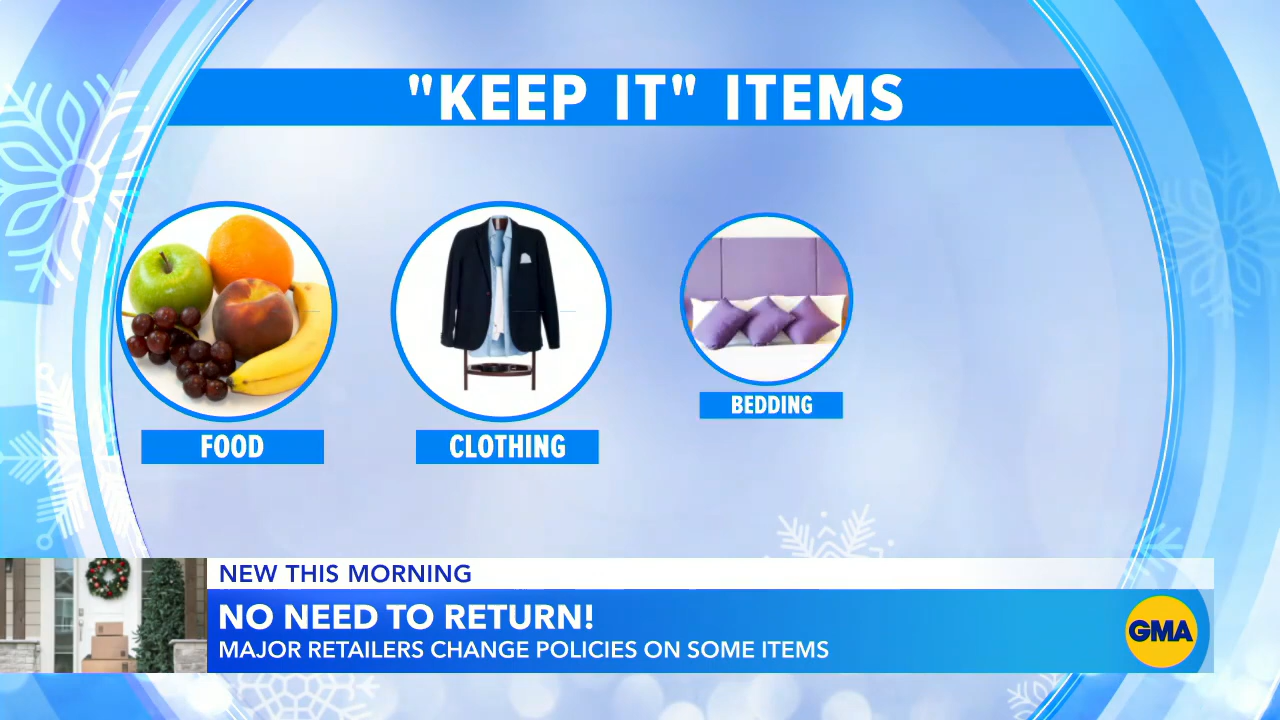 "KEEP IT" ITEMS
FOOD
CLOTHING
BEDDING
NEW THIS MORNING
NO NEED TO RETURN!
MAJOR RETAILERS CHANGE POLICIES ON SOME ITEMS
GMA